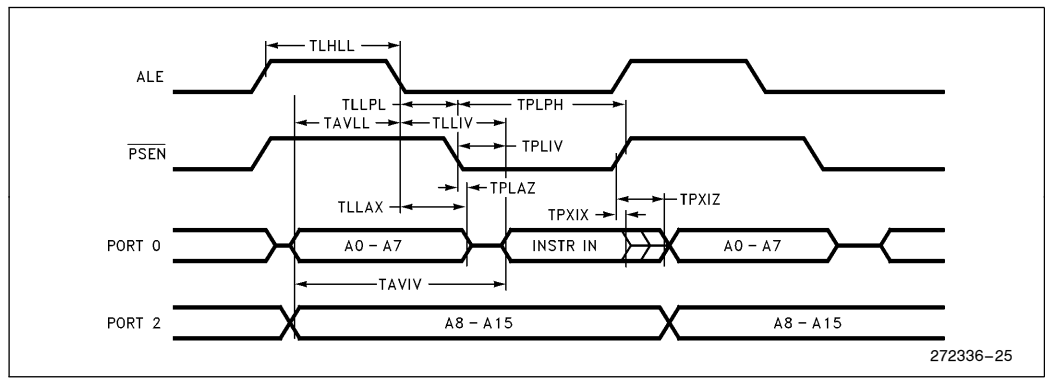 TLHLL
ALE
TLLPL TPLPH
TAVLL TLLIV
PSEN TPLIV
TPLAZ
TLLAX TPXIX TPXIZ
PORT 0 A0 – A7 INSTR IN A0 – A7
TAVIV
PORT 2 A8 – A15 A8 – A15
272336–25